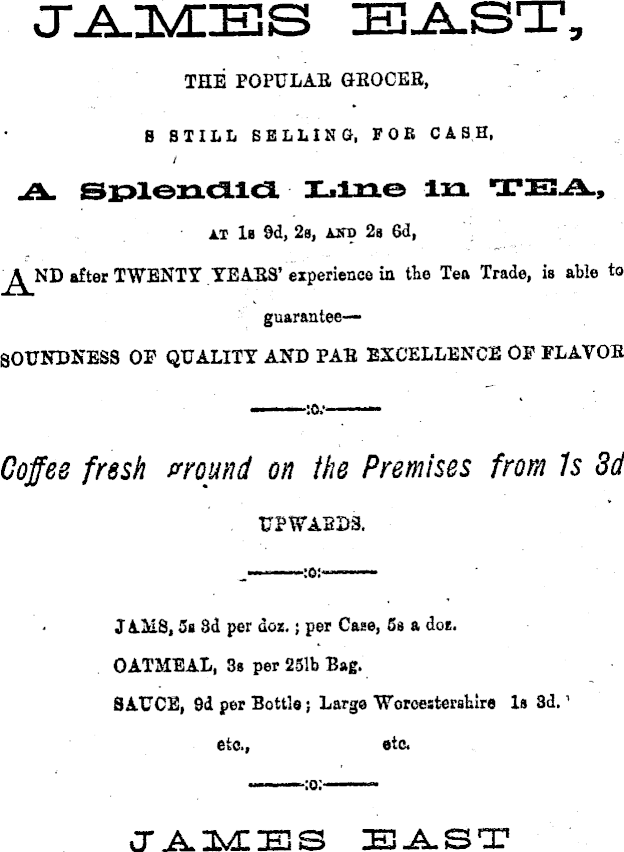 JAMES EAST,
THE POPULAR GROCER,
S STILL SELLING, FOR CASH,
A Splendid Line in TEA,
AT 1s 9d, 2s, AND 2s 6d,
AND after TWENTY YEARS' experience in the Tea Trade, is able to
guarantee—
SOUNDNESS OF QUALITY AND PAR EXCELLENCE OF FLAVOR
——:o:——
Coffee fresh ground on the Premises from 1s 3d
UPWARDS.
——:o:——
JAMS, 5s 3d per doz. ; per Case, 5s a doz.
OATMEAL, 3s per 25lb Bag.
SAUCE, 9d per Bottle ; Large Worcestershire 1s 3d.
etc., etc.
——:o:——
JAMES EAST